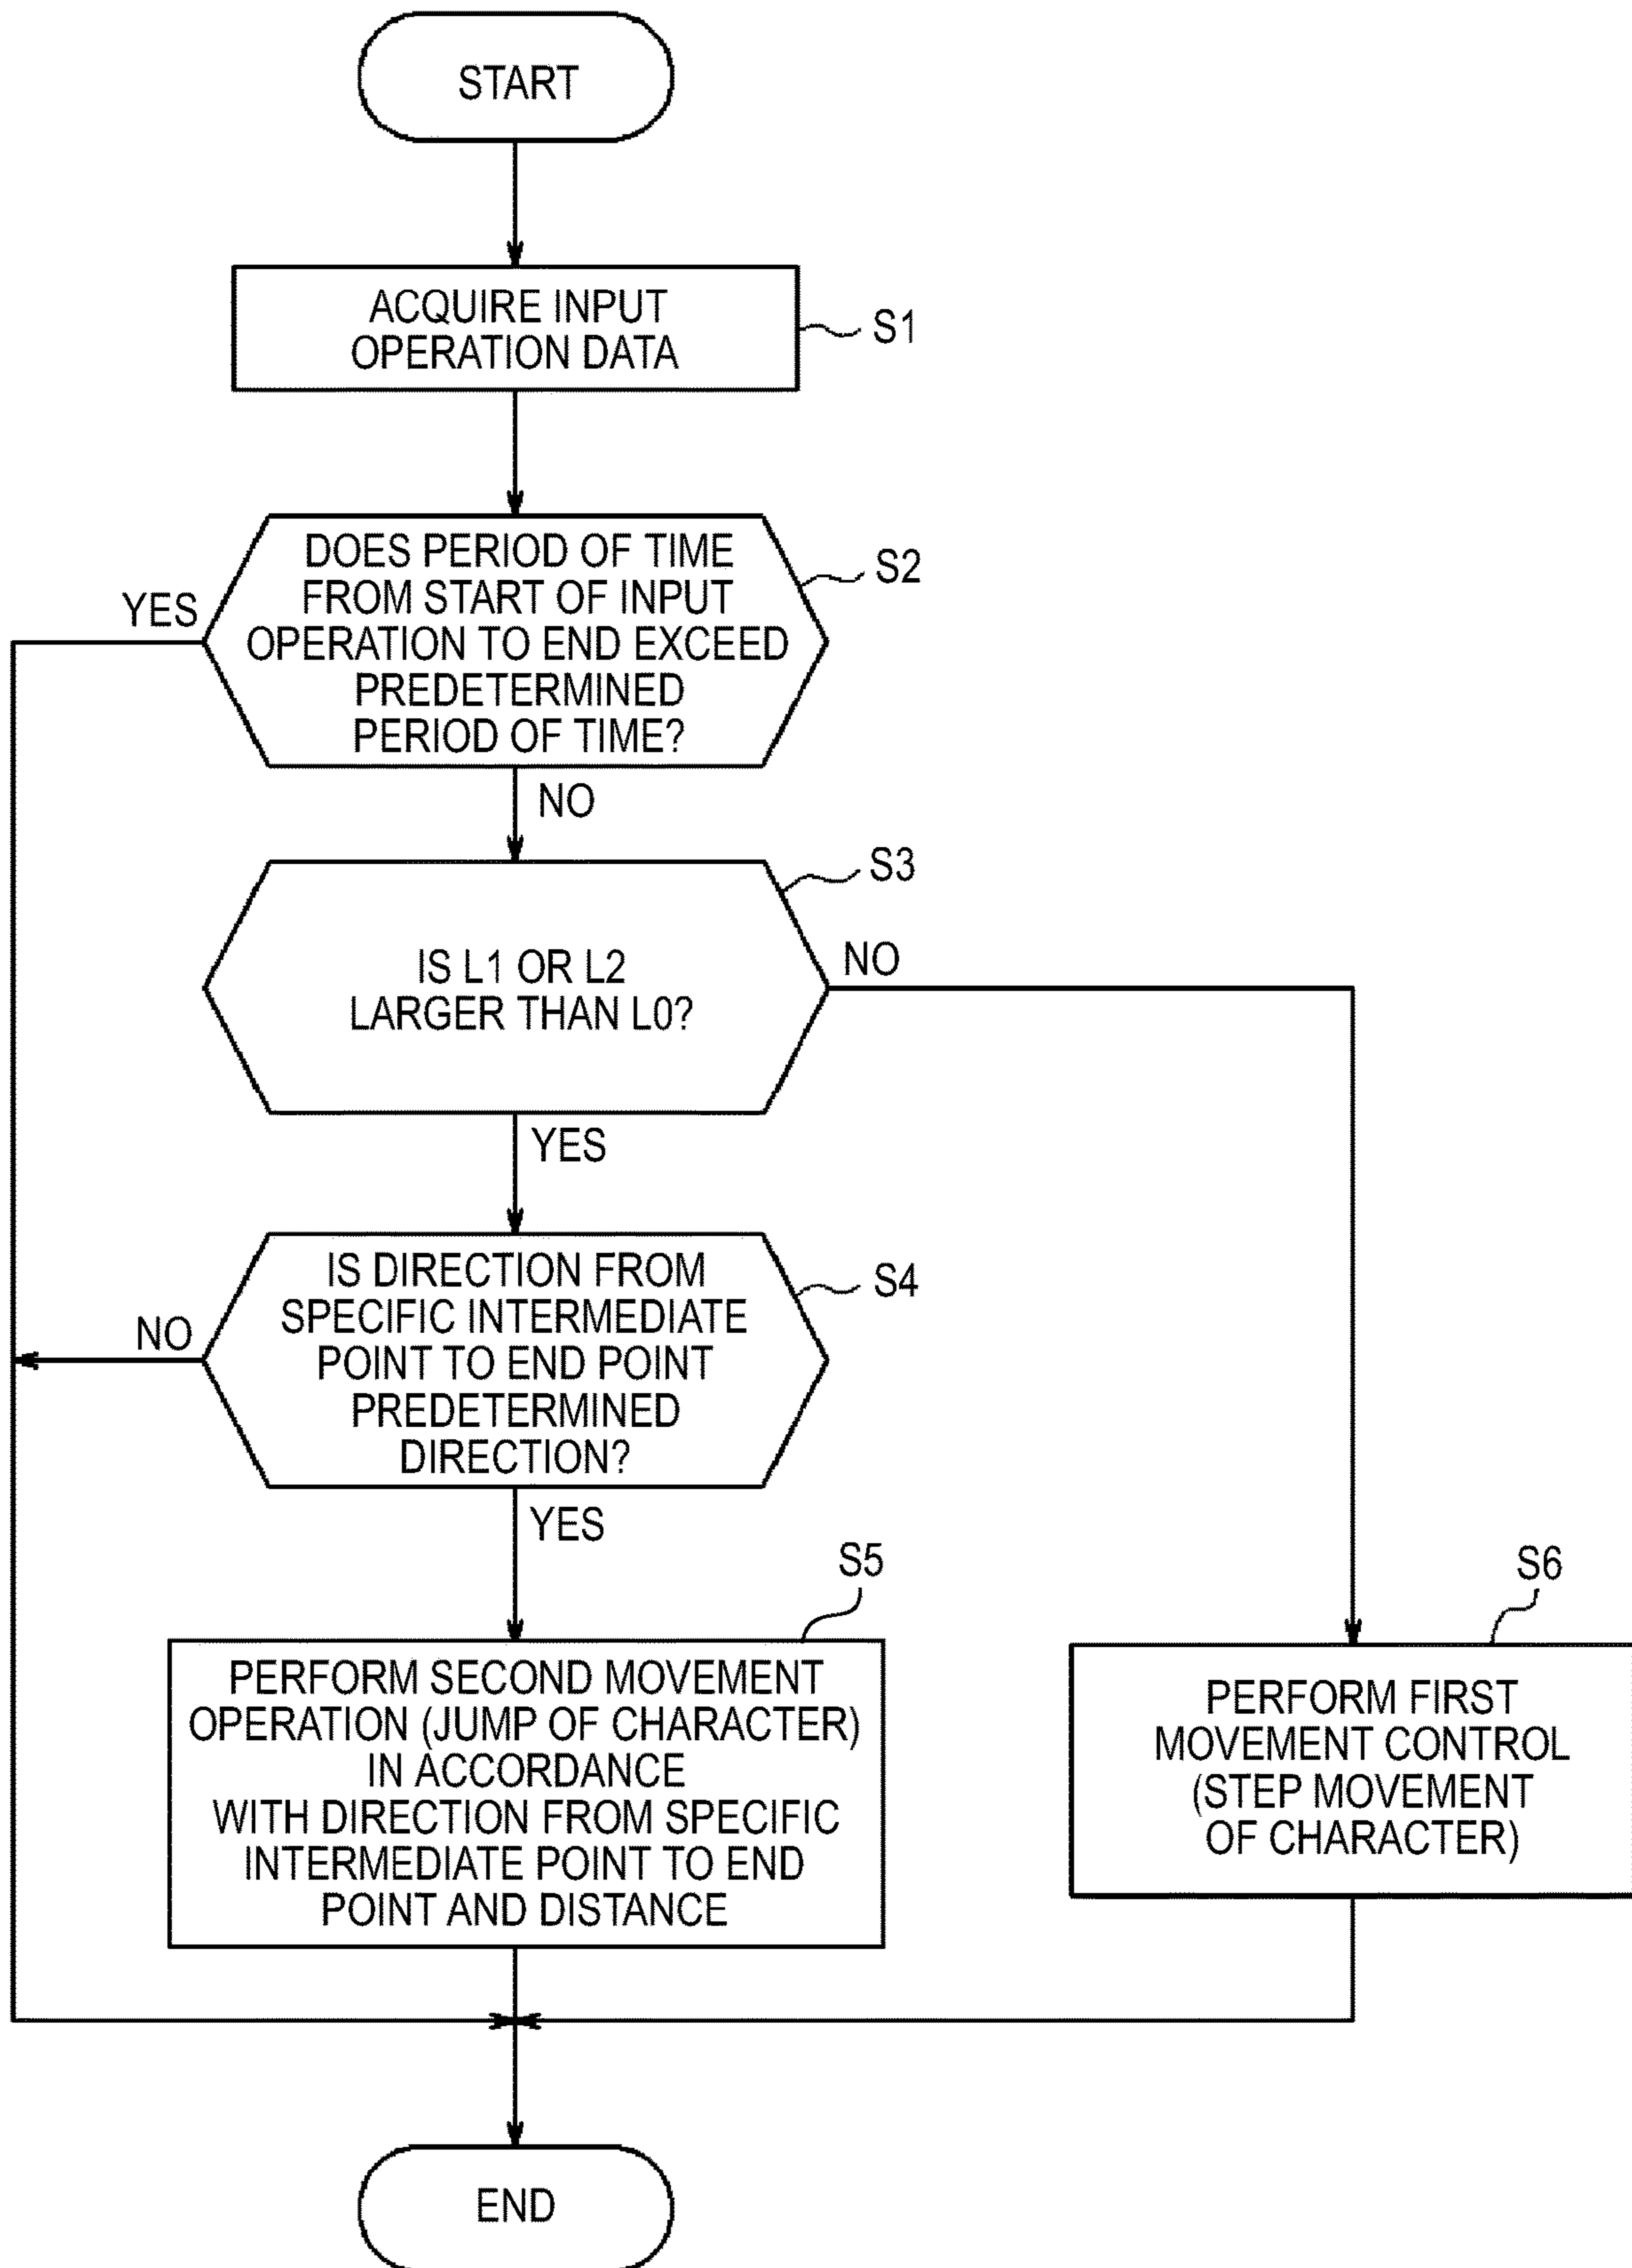 START
ACQUIRE INPUT
OPERATION DATA
S1
DOES PERIOD OF TIME
FROM START OF INPUT
OPERATION TO END EXCEED
PREDETERMINED
PERIOD OF TIME?
S2
YES
NO
IS L1 OR L2
LARGER THAN L0?
S3
NO
YES
IS DIRECTION FROM
SPECIFIC INTERMEDIATE
POINT TO END POINT
PREDETERMINED
DIRECTION?
S4
NO
YES
S5
PERFORM SECOND MOVEMENT
OPERATION (JUMP OF CHARACTER)
IN ACCORDANCE
WITH DIRECTION FROM SPECIFIC
INTERMEDIATE POINT TO END
POINT AND DISTANCE
S6
PERFORM FIRST
MOVEMENT CONTROL
(STEP MOVEMENT
OF CHARACTER)
END